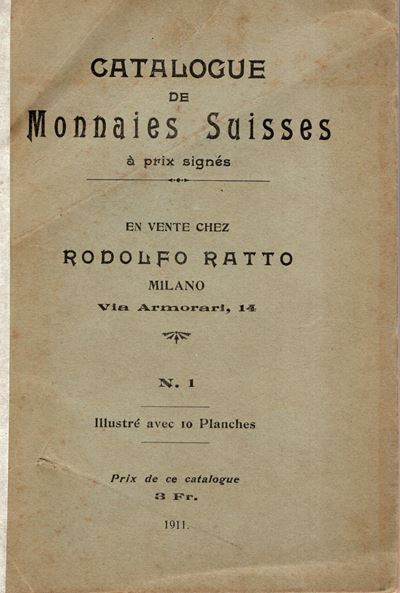 CATALOGUE
DE
Monnaies Suisses
à prix signés
EN VENTE CHEZ
RODOLFO RATTO
MILANO
Via Armorari, 14
N. 1
Illustré avec 10 Planches
Prix de ce catalogue
3 Fr.
1911.